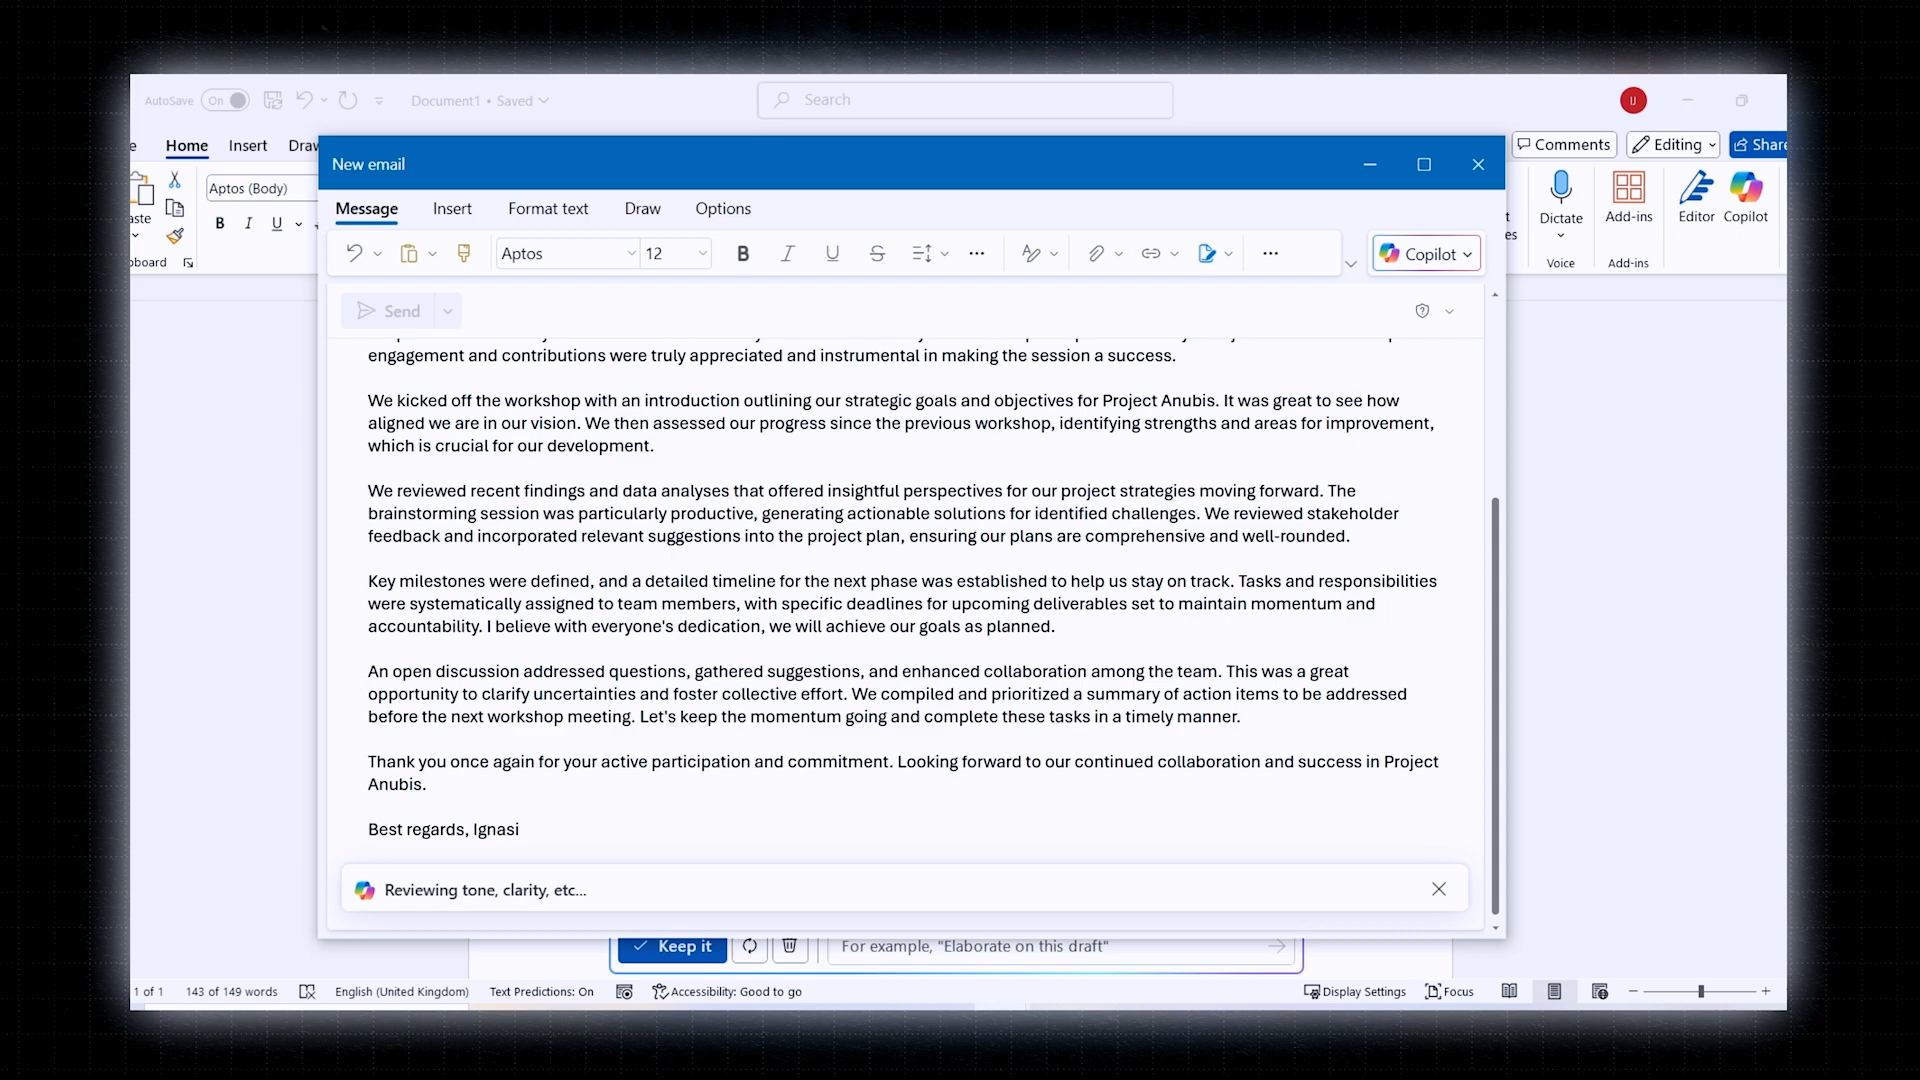 AutoSave On Document1 • Saved Search U
Home Insert Draw Comments Editing Share
New email
Message Insert Format text Draw Options
Aptos (Body)
B I U
Aptos 12 B I U Copilot
Dictate Add-ins Editor Copilot
Voice Add-ins
Send
engagement and contributions were truly appreciated and instrumental in making the session a success.
We kicked off the workshop with an introduction outlining our strategic goals and objectives for Project Anubis. It was great to see how
aligned we are in our vision. We then assessed our progress since the previous workshop, identifying strengths and areas for improvement,
which is crucial for our development.
We reviewed recent findings and data analyses that offered insightful perspectives for our project strategies moving forward. The
brainstorming session was particularly productive, generating actionable solutions for identified challenges. We reviewed stakeholder
feedback and incorporated relevant suggestions into the project plan, ensuring our plans are comprehensive and well-rounded.
Key milestones were defined, and a detailed timeline for the next phase was established to help us stay on track. Tasks and responsibilities
were systematically assigned to team members, with specific deadlines for upcoming deliverables set to maintain momentum and
accountability. I believe with everyone's dedication, we will achieve our goals as planned.
An open discussion addressed questions, gathered suggestions, and enhanced collaboration among the team. This was a great
opportunity to clarify uncertainties and foster collective effort. We compiled and prioritized a summary of action items to be addressed
before the next workshop meeting. Let's keep the momentum going and complete these tasks in a timely manner.
Thank you once again for your active participation and commitment. Looking forward to our continued collaboration and success in Project
Anubis.
Best regards, Ignasi
Reviewing tone, clarity, etc...
Keep it For example, "Elaborate on this draft"
1 of 1 143 of 149 words English (United Kingdom) Text Predictions: On Accessibility: Good to go Display Settings Focus